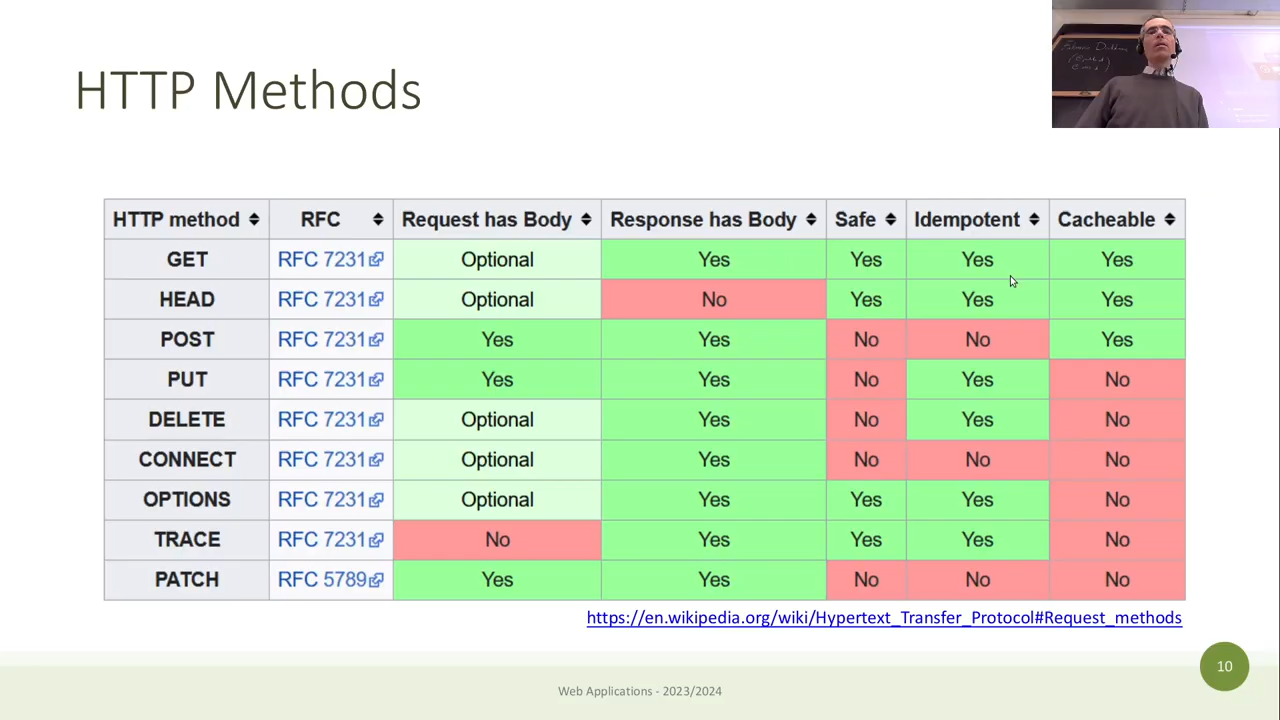 HTTP Methods
HTTP method RFC Request has Body Response has Body Safe Idempotent Cacheable
GET RFC 7231 Optional Yes Yes Yes Yes
HEAD RFC 7231 Optional No Yes Yes Yes
POST RFC 7231 Yes Yes No No Yes
PUT RFC 7231 Yes Yes No Yes No
DELETE RFC 7231 Optional Yes No Yes No
CONNECT RFC 7231 Optional Yes No No No
OPTIONS RFC 7231 Optional Yes Yes Yes No
TRACE RFC 7231 No Yes Yes Yes No
PATCH RFC 5789 Yes Yes No No No
https://en.wikipedia.org/wiki/Hypertext_Transfer_Protocol#Request_methods
10
Web Applications - 2023/2024